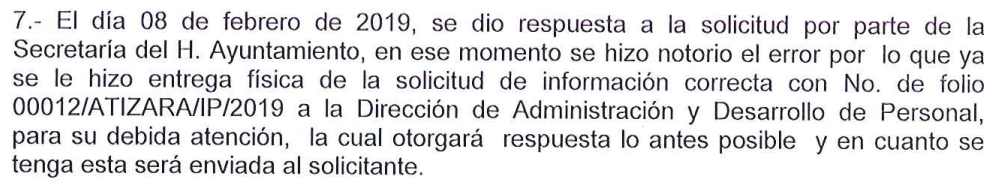 7.- El día 08 de febrero de 2019, se dio respuesta a la solicitud por parte de la
Secretaría del H. Ayuntamiento, en ese momento se hizo notorio el error por lo que ya
se le hizo entrega física de la solicitud de información correcta con No. de folio
00012/ATIZARA/IP/2019 a la Dirección de Administración y Desarrollo de Personal,
para su debida atención, la cual otorgará respuesta lo antes posible y en cuanto se
tenga esta será enviada al solicitante.